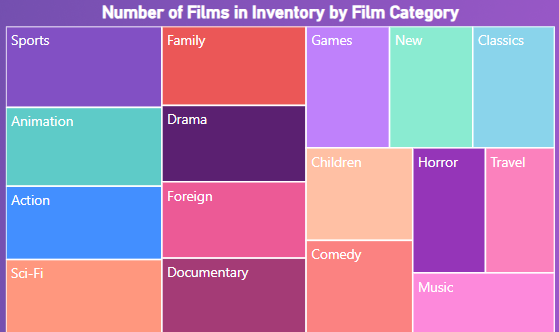 Number of Films in Inventory by Film Category
Sports
Animation
Action
Sci-Fi
Family
Drama
Foreign
Documentary
Games
New
Classics
Children
Comedy
Horror
Travel
Music